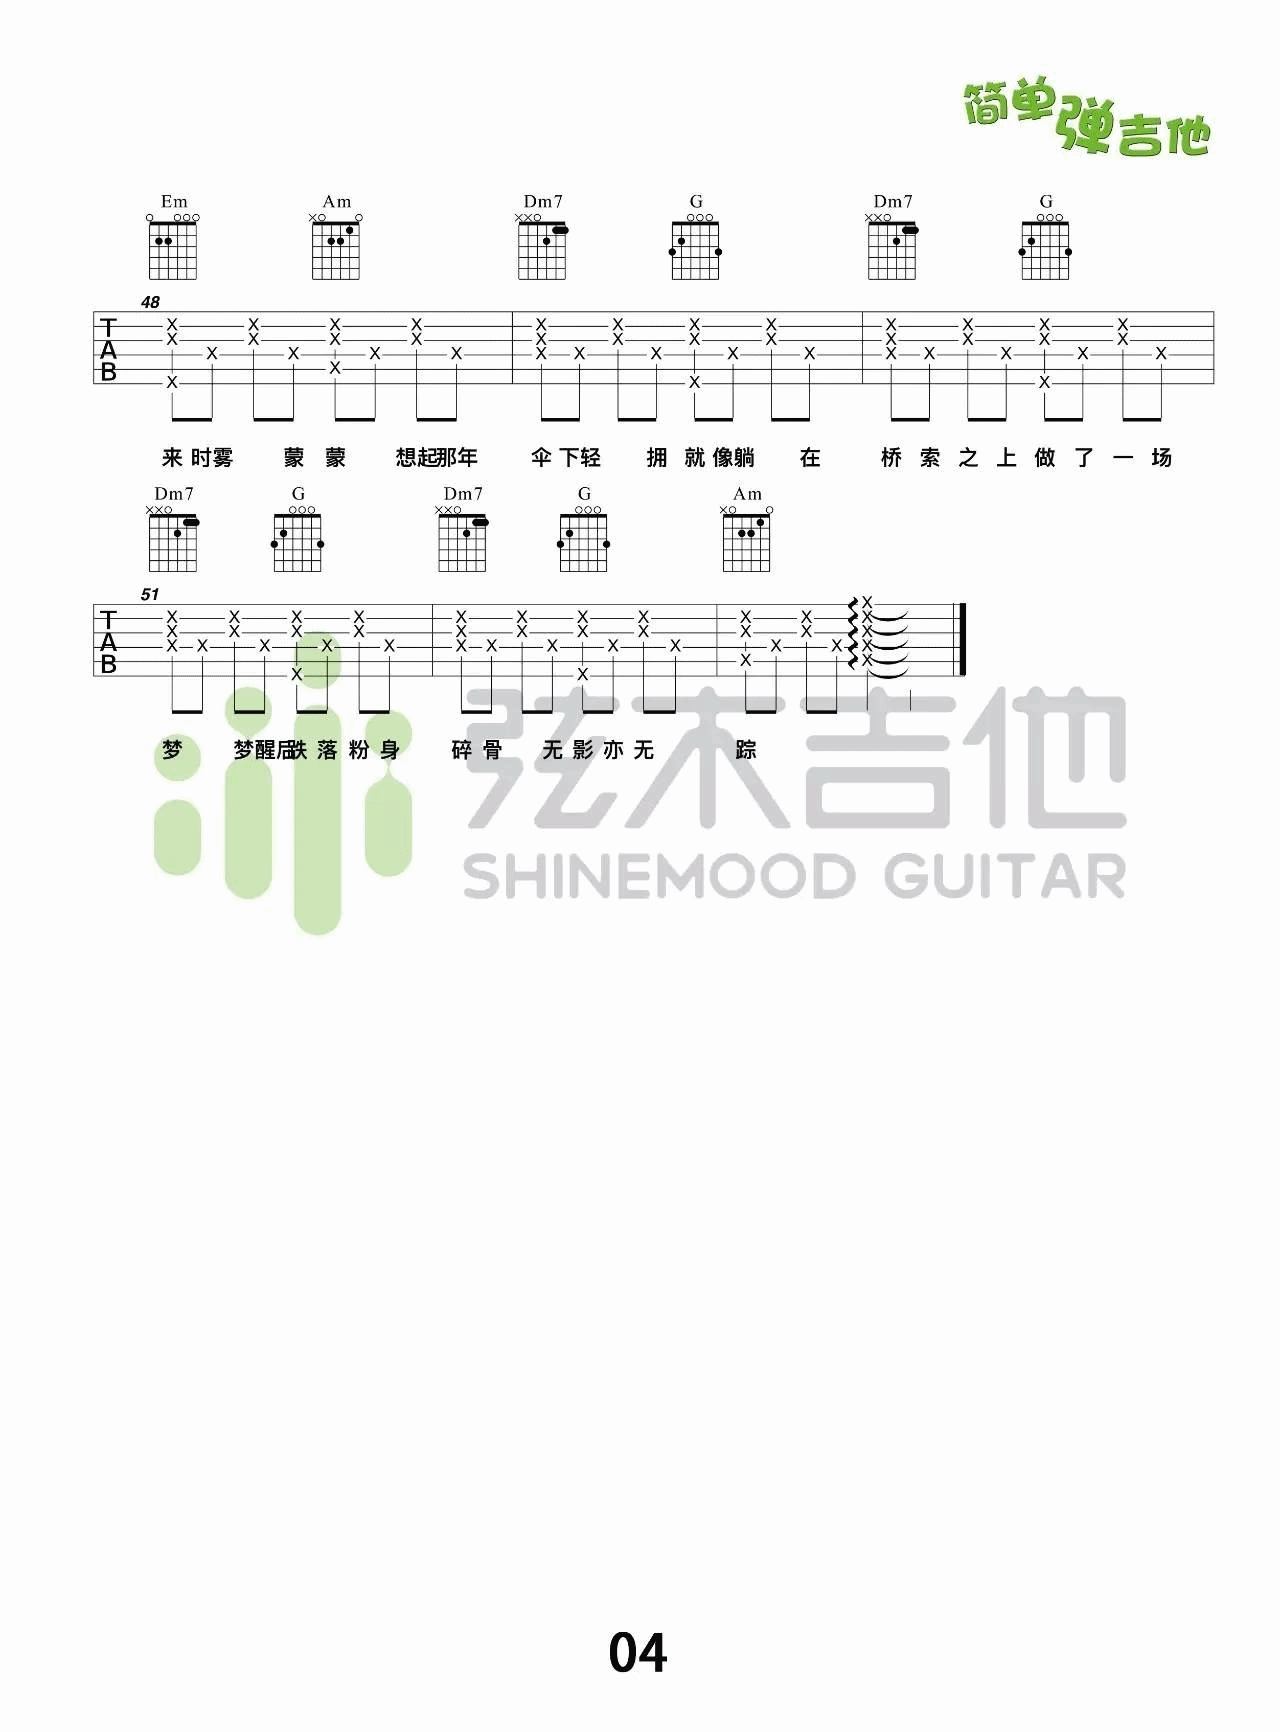 简单弹吉他
Em Am Dm7 G Dm7 G
48
TAB
来时雾 蒙蒙 想起那年 伞下轻 拥就像躺 在 桥索之上做了一场
Dm7 G Dm7 G Am
51
TAB
梦 梦醒后跌落粉身 碎骨 无影亦无 踪
弦木吉他
SHINEMOOD GUITAR
04